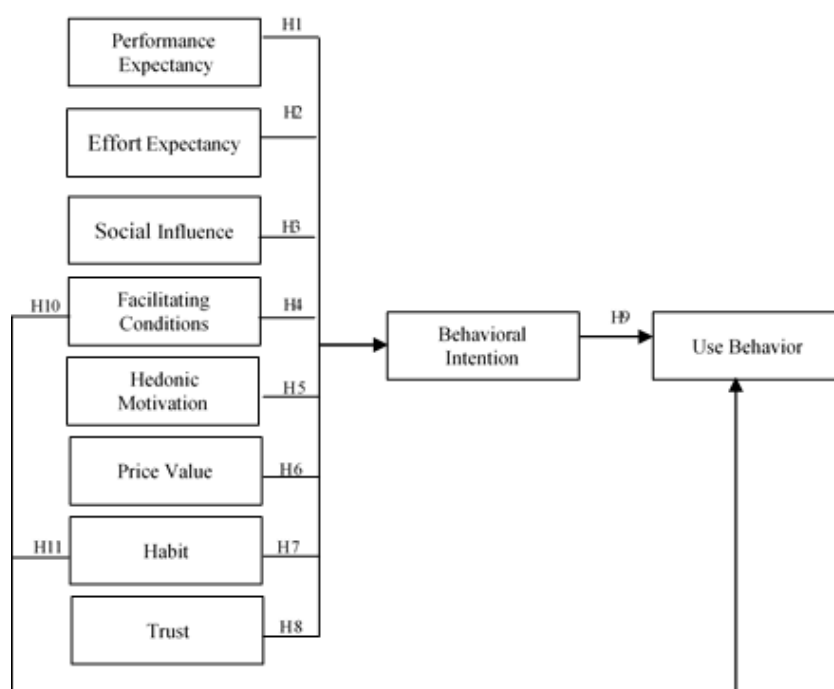 H1
Performance
Expectancy
H2
Effort Expectancy
H3
Social Influence
H10
Facilitating
Conditions
H4
Behavioral
Intention
H9
Use Behavior
Hedonic
Motivation
H5
Price Value
H6
H11
Habit
H7
Trust
H8